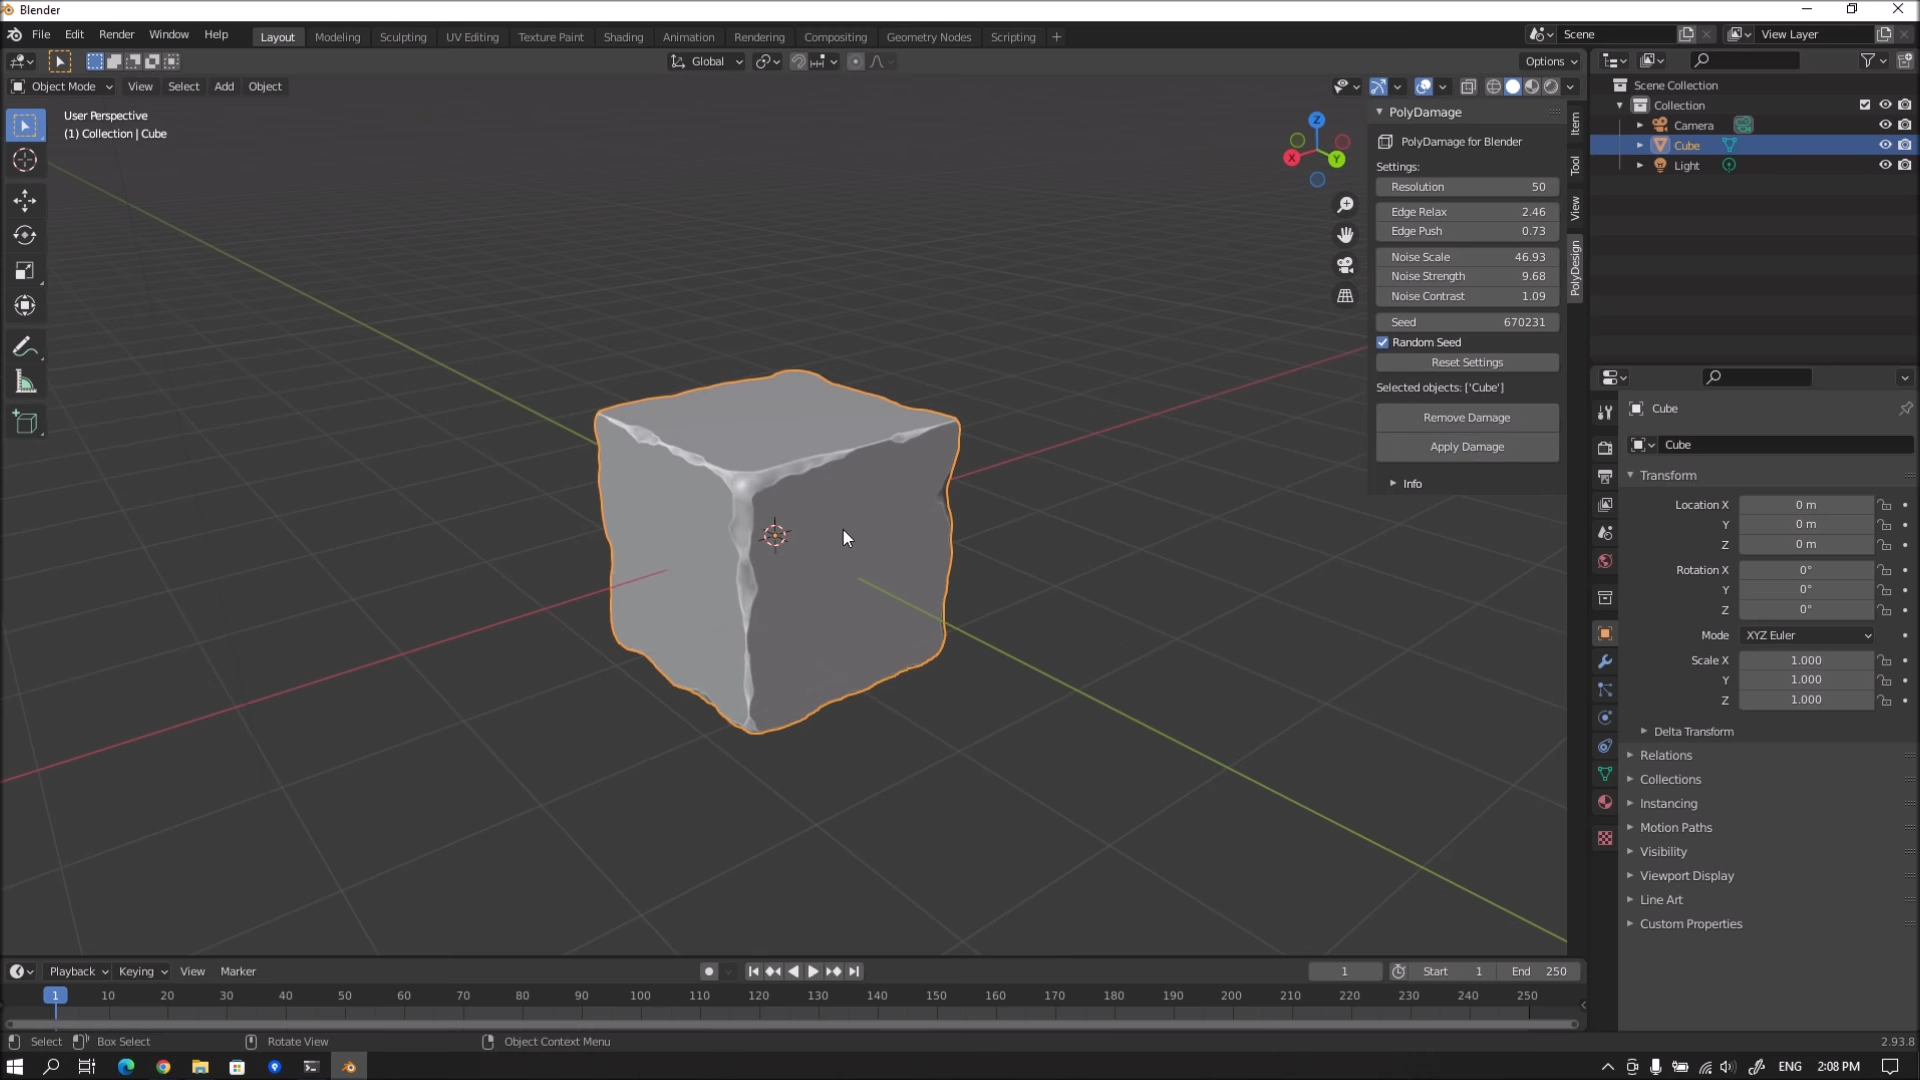 Blender
File Edit Render Window Help
Layout Modeling Sculpting UV Editing Texture Paint Shading Animation Rendering Compositing Geometry Nodes Scripting +
Scene
View Layer
Global
Options
Object Mode View Select Add Object
User Perspective
(1) Collection | Cube
X
Y
Z
PolyDamage
PolyDamage for Blender
Settings:
Resolution 50
Edge Relax 2.46
Edge Push 0.73
Noise Scale 46.93
Noise Strength 9.68
Noise Contrast 1.09
Seed 670231
Random Seed
Reset Settings
Selected objects: ['Cube']
Remove Damage
Apply Damage
Info
Item
Tool
View
PolyDesign
Scene Collection
Collection
Camera
Cube
Light
Cube
Cube
Transform
Location X 0 m
Y 0 m
Z 0 m
Rotation X 0°
Y 0°
Z 0°
Mode XYZ Euler
Scale X 1.000
Y 1.000
Z 1.000
Delta Transform
Relations
Collections
Instancing
Motion Paths
Visibility
Viewport Display
Line Art
Custom Properties
Playback Keying View Marker
1 Start 1 End 250
1 10 20 30 40 50 60 70 80 90 100 110 120 130 140 150 160 170 180 190 200 210 220 230 240 250
Select Box Select Rotate View Object Context Menu 2.93.8
ENG 2:08 PM